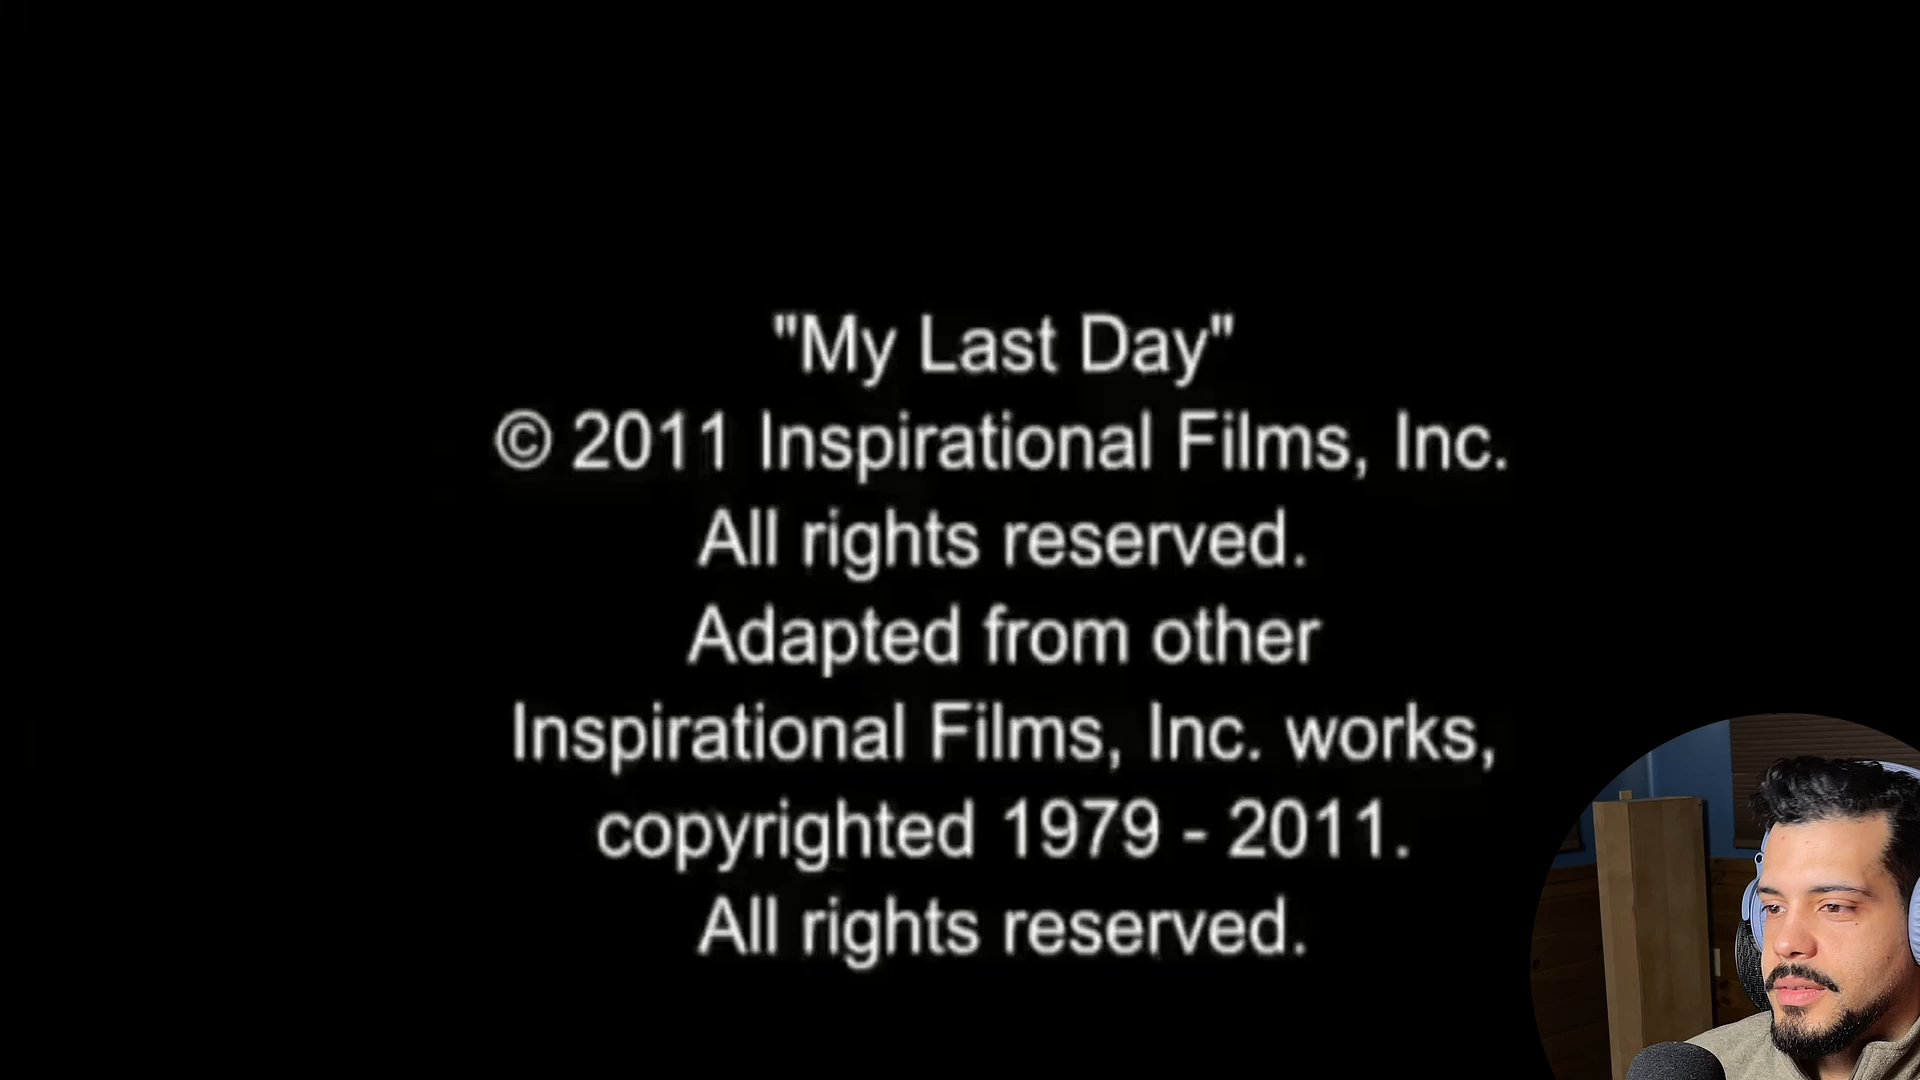 "My Last Day"
© 2011 Inspirational Films, Inc.
All rights reserved.
Adapted from other
Inspirational Films, Inc. works,
copyrighted 1979 - 2011.
All rights reserved.